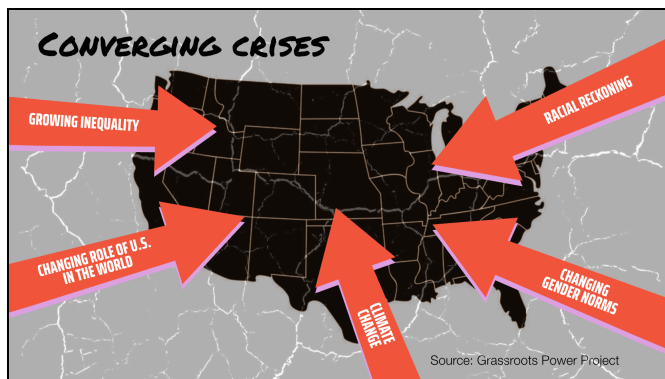 CONVERGING CRISES
GROWING INEQUALITY
RACIAL RECKONING
CHANGING ROLE OF U.S.
IN THE WORLD
CLIMATE
CHANGE
CHANGING
GENDER NORMS
Source: Grassroots Power Project